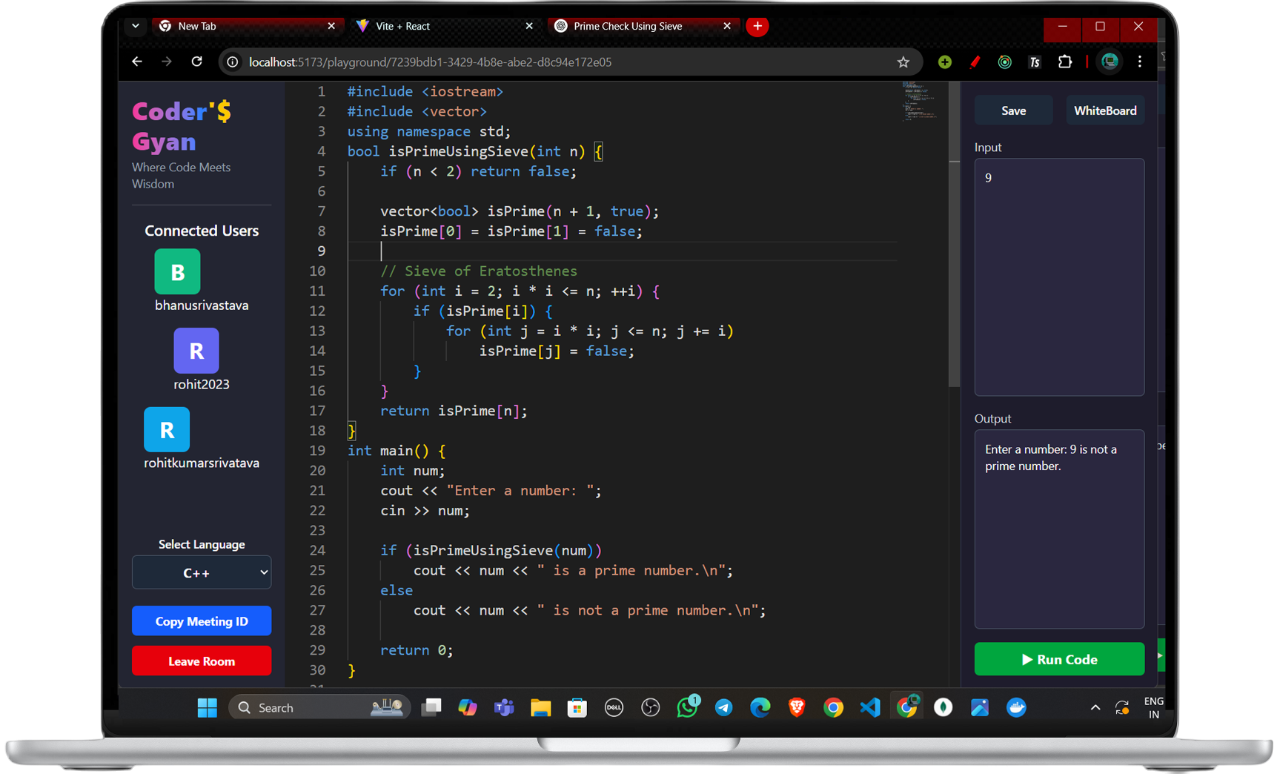 New Tab
Vite + React
Prime Check Using Sieve
localhost:5173/playground/7239bdb1-3429-4b8e-abe2-d8c94e172e05
Ts
Coder'$
Gyan
Where Code Meets
Wisdom
Connected Users
B
bhanusrivastava
R
rohit2023
R
rohitkumarsrivatava
Select Language
C++
Copy Meeting ID
Leave Room
1 #include <iostream>
2 #include <vector>
3 using namespace std;
4 bool isPrimeUsingSieve(int n) {
5     if (n < 2) return false;
6
7     vector<bool> isPrime(n + 1, true);
8     isPrime[0] = isPrime[1] = false;
9
10     // Sieve of Eratosthenes
11     for (int i = 2; i * i <= n; ++i) {
12         if (isPrime[i]) {
13             for (int j = i * i; j <= n; j += i)
14                 isPrime[j] = false;
15         }
16     }
17     return isPrime[n];
18 }
19 int main() {
20     int num;
21     cout << "Enter a number: ";
22     cin >> num;
23
24     if (isPrimeUsingSieve(num))
25         cout << num << " is a prime number.\n";
26     else
27         cout << num << " is not a prime number.\n";
28
29     return 0;
30 }
Save
WhiteBoard
Input
9
Output
Enter a number: 9 is not a
prime number.
▶ Run Code
Search
DELL
1
ENG
IN